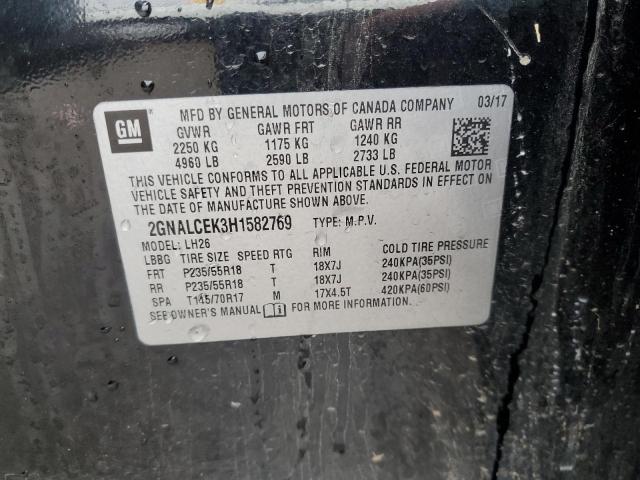 GM
MFD BY GENERAL MOTORS OF CANADA COMPANY 03/17
GVWR GAWR FRT GAWR RR
2250 KG 1175 KG 1240 KG
4960 LB 2590 LB 2733 LB
THIS VEHICLE CONFORMS TO ALL APPLICABLE U.S. FEDERAL MOTOR
VEHICLE SAFETY AND THEFT PREVENTION STANDARDS IN EFFECT ON
THE DATE OF MANUFACTURE SHOWN ABOVE.
2GNALCEK3H1582769 TYPE: M.P.V.
MODEL: LH26
LBBG TIRE SIZE SPEED RTG RIM COLD TIRE PRESSURE
FRT P235/55R18 T 18X7J 240KPA(35PSI)
RR P235/55R18 T 18X7J 240KPA(35PSI)
SPA T145/70R17 M 17X4.5T 420KPA(60PSI)
SEE OWNER'S MANUAL FOR MORE INFORMATION.